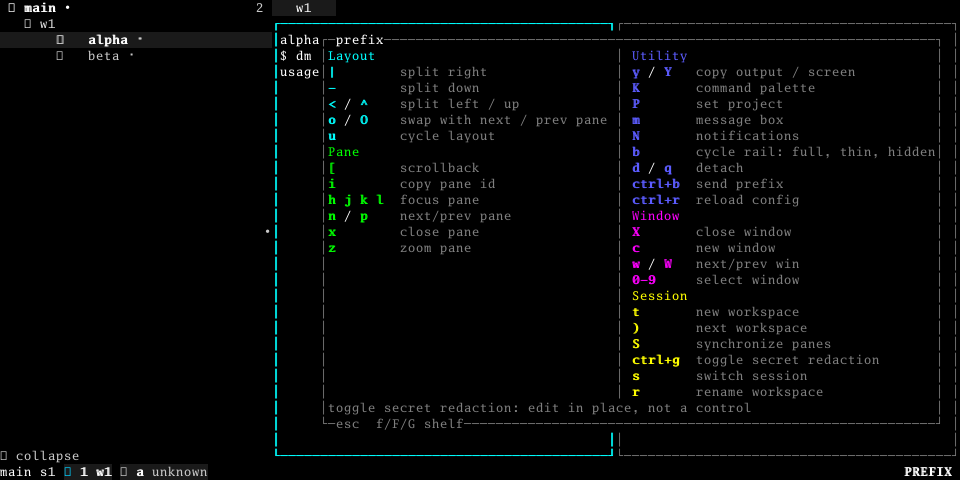 main • 2 w1
w1
alpha • alpha prefix
beta • $ dm Layout Utility
usage | split right y / Y copy output / screen
– split down K command palette
< / ^ split left / up P set project
o / O swap with next / prev pane m message box
u cycle layout N notifications
Pane b cycle rail: full, thin, hidden
[ scrollback d / q detach
i copy pane id ctrl+b send prefix
h j k l focus pane ctrl+r reload config
n / p next/prev pane Window
• x close pane X close window
z zoom pane c new window
w / W next/prev win
0–9 select window
Session
t new workspace
) next workspace
S synchronize panes
ctrl+g toggle secret redaction
s switch session
r rename workspace
toggle secret redaction: edit in place, not a control
esc f/F/G shelf
collapse
main s1 1 w1 a unknown PREFIX